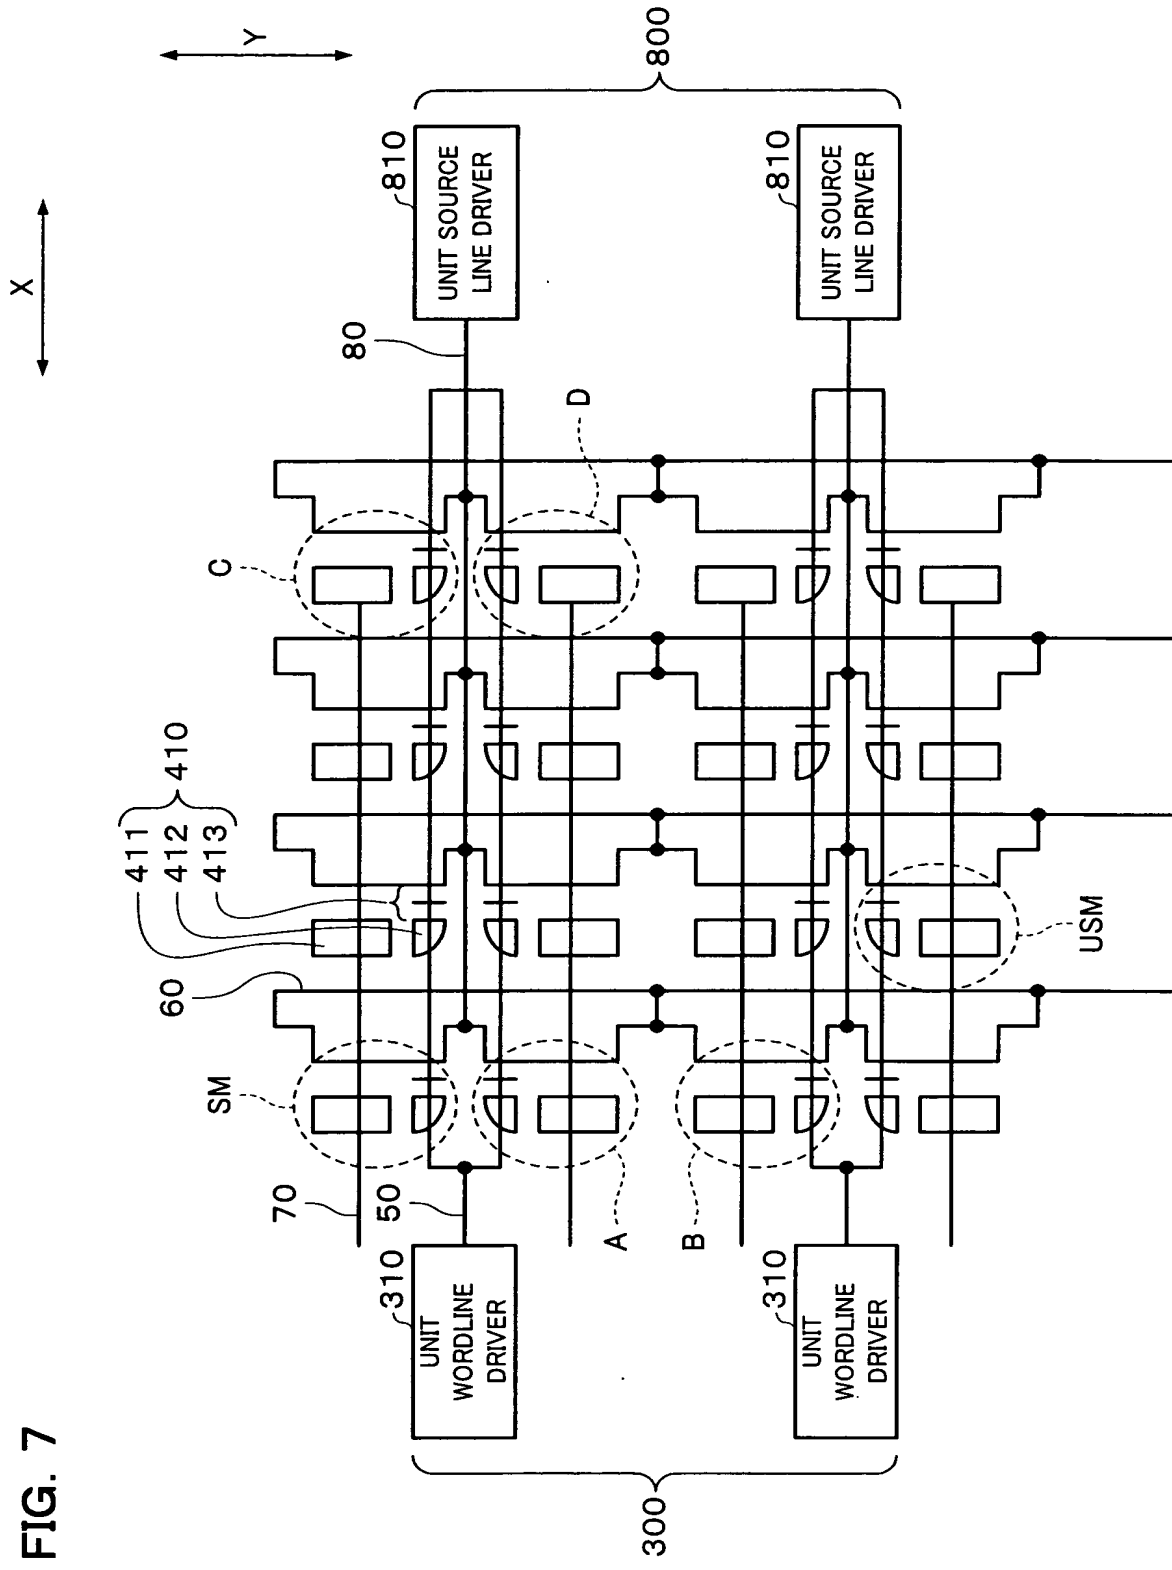 FIG. 7
X
Y
300
310
UNIT
WORDLINE
DRIVER
310
UNIT
WORDLINE
DRIVER
70
50
60
SM
A
B
411
412
413
410
USM
C
D
80
810
UNIT SOURCE
LINE DRIVER
810
UNIT SOURCE
LINE DRIVER
800